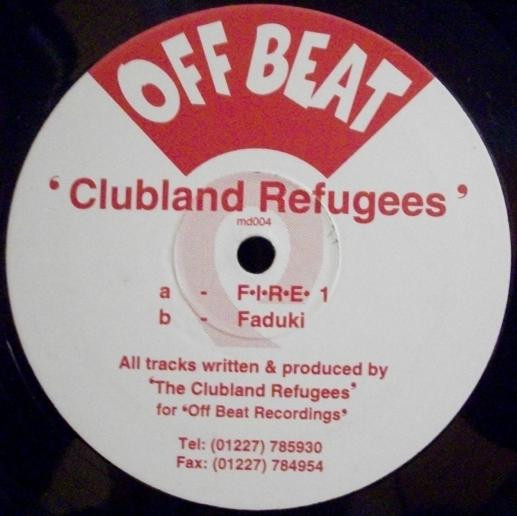 OFF BEAT
‘Clubland Refugees’
md004
a - F•I•R•E• 1
b - Faduki
All tracks written & produced by
‘The Clubland Refugees’
for ‘Off Beat Recordings’
Tel: (01227) 785930
Fax: (01227) 784954